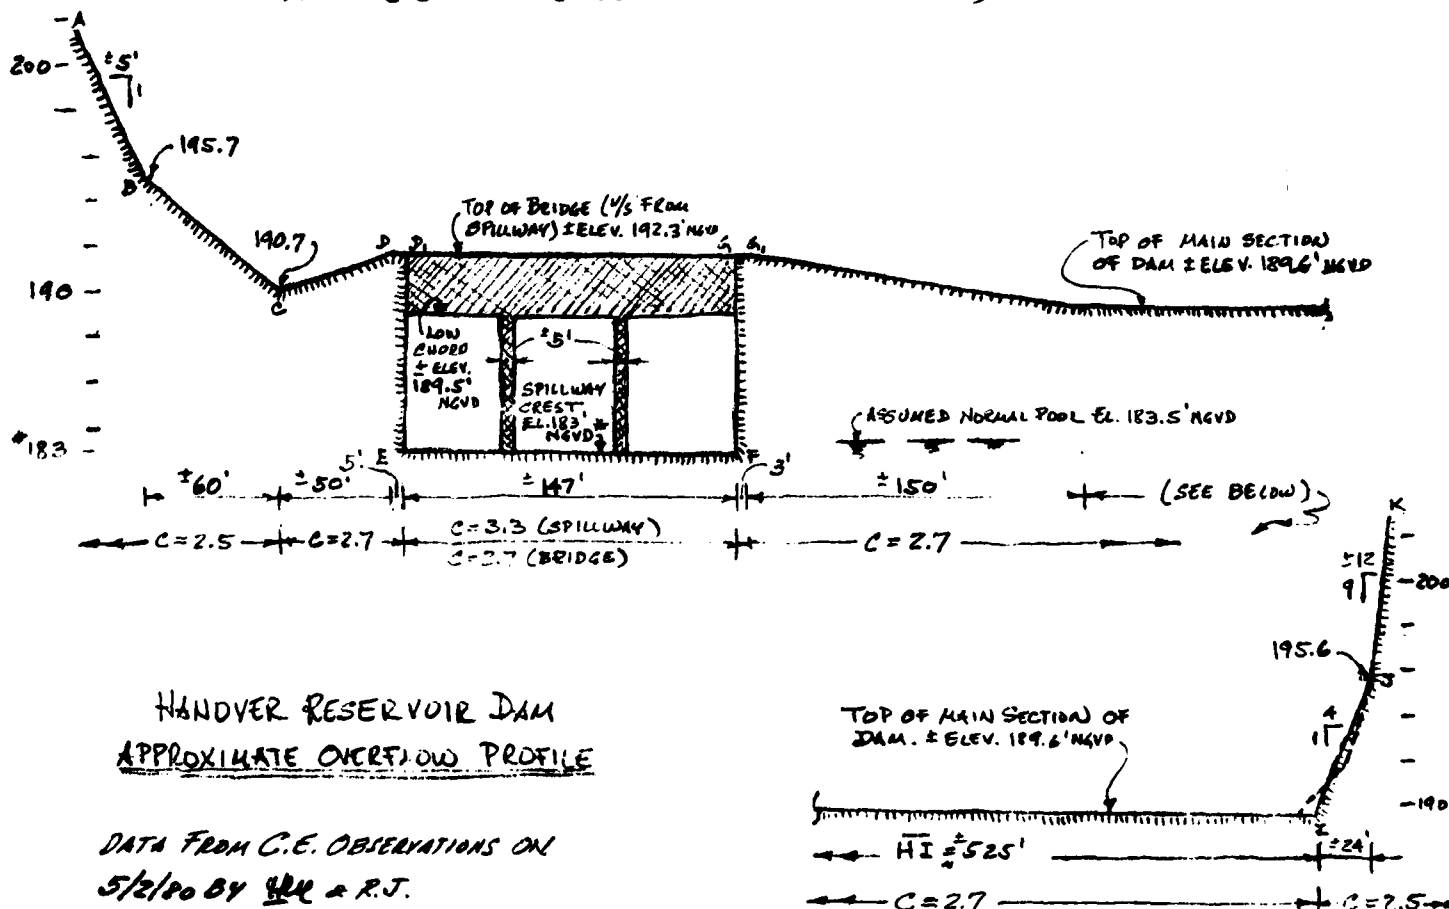 A
200
±5'
1
195.7
B
190.7
TOP OF BRIDGE (U/S FROM
SPILLWAY) ± ELEV. 192.3' NGVD
D D₁
G G₁
TOP OF MAIN SECTION
OF DAM ± ELEV. 189.6' NGVD
190
C
LOW
CHORD
± ELEV.
189.5'
NGVD
±5'
SPILLWAY
CREST,
EL. 183'
NGVD
ASSUMED NORMAL POOL EL. 183.5' NGVD
*183
E
F
5'
3'
±60'
±50'
±147'
±150'
(SEE BELOW)
C=2.5
C=2.7
C=3.3 (SPILLWAY)
C=2.7 (BRIDGE)
C=2.7
K
±12
9
200
195.6
J
4
1
190
I
TOP OF MAIN SECTION OF
DAM. ± ELEV. 189.6' NGVD
HI = ±525'
±24'
C=2.7
C=2.5
HANOVER RESERVOIR DAM
APPROXIMATE OVERFLOW PROFILE
DATA FROM C.E. OBSERVATIONS ON
5/2/80 BY & R.J.